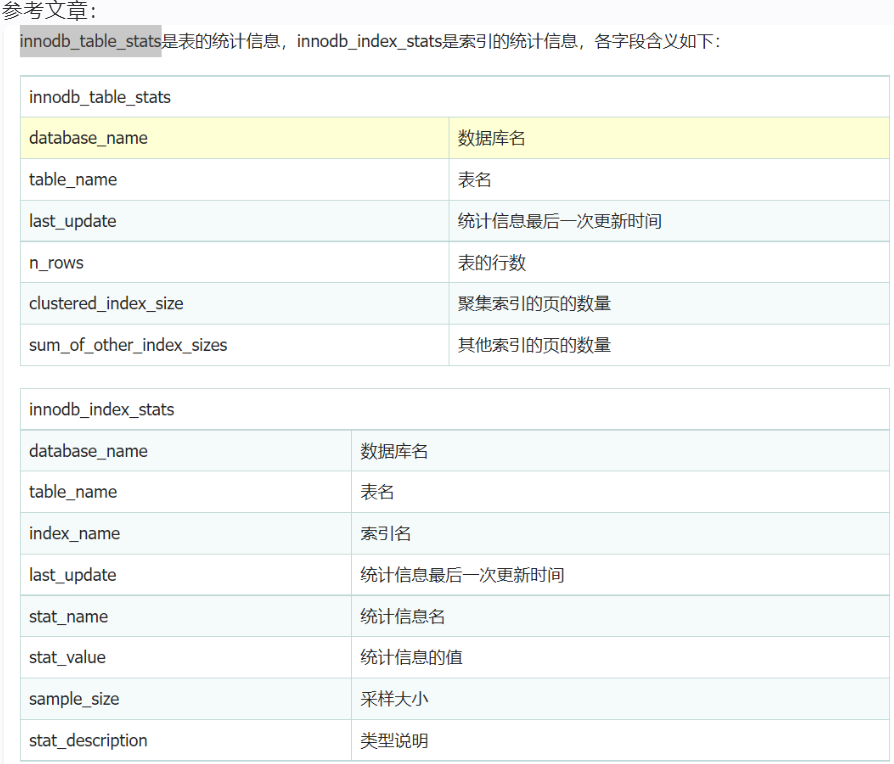 参考文章：
innodb_table_stats是表的统计信息，innodb_index_stats是索引的统计信息，各字段含义如下：
innodb_table_stats
database_name 数据库名
table_name 表名
last_update 统计信息最后一次更新时间
n_rows 表的行数
clustered_index_size 聚集索引的页的数量
sum_of_other_index_sizes 其他索引的页的数量
innodb_index_stats
database_name 数据库名
table_name 表名
index_name 索引名
last_update 统计信息最后一次更新时间
stat_name 统计信息名
stat_value 统计信息的值
sample_size 采样大小
stat_description 类型说明